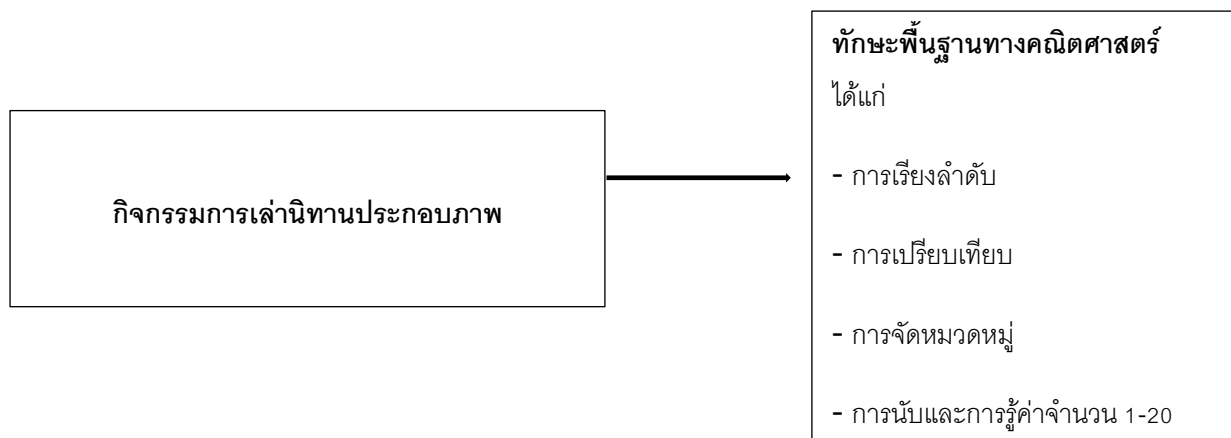 กิจกรรมการเล่านิทานประกอบภาพ
ทักษะพื้นฐานทางคณิตศาสตร์
ได้แก่
- การเรียงลำดับ
- การเปรียบเทียบ
- การจัดหมวดหมู่
- การนับและการรู้ค่าจำนวน 1-20